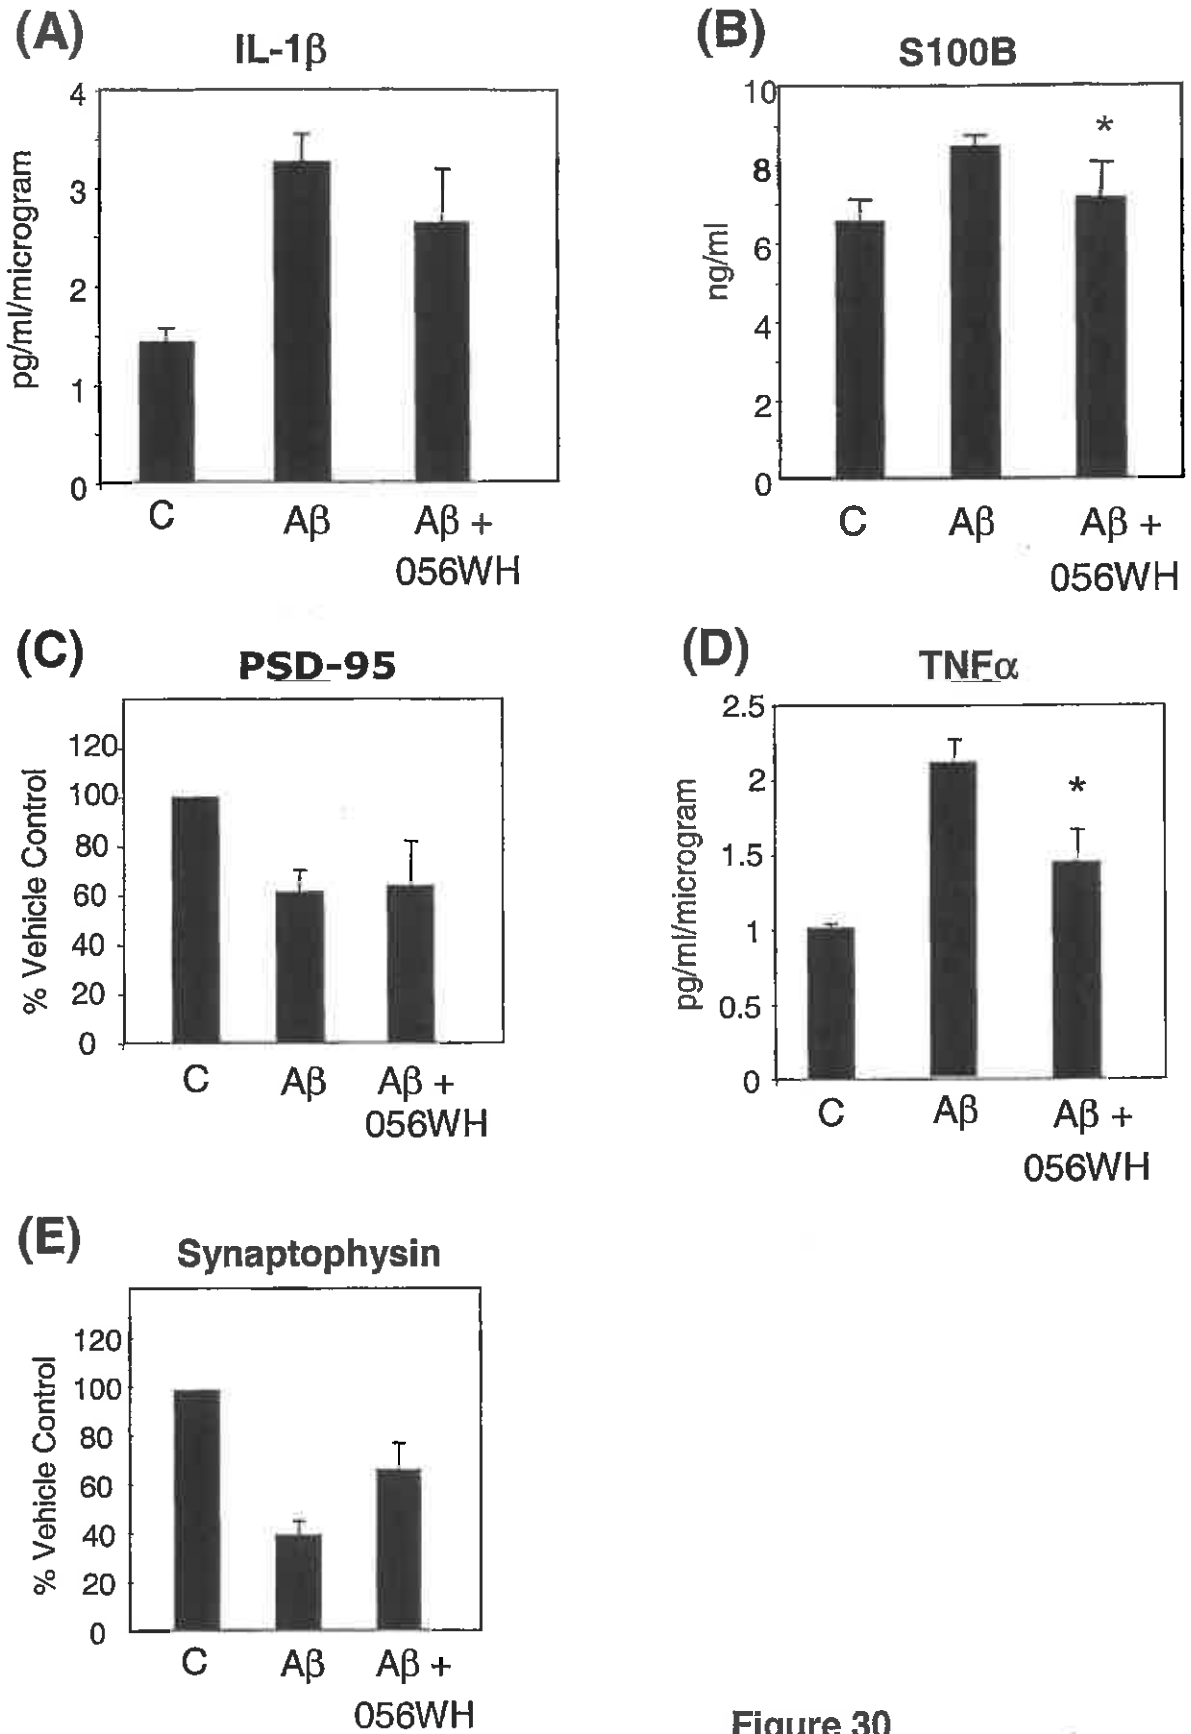 (A)
IL-1β
4
3
2
1
0
pg/ml/microgram
C
Aβ
Aβ +
056WH
(B)
S100B
10
8
6
4
2
0
ng/ml
*
C
Aβ
Aβ +
056WH
(C)
PSD-95
120
100
80
60
40
20
0
% Vehicle Control
C
Aβ
Aβ +
056WH
(D)
TNFα
2.5
2
1.5
1
0.5
0
pg/ml/microgram
*
C
Aβ
Aβ +
056WH
(E)
Synaptophysin
120
100
80
60
40
20
0
% Vehicle Control
C
Aβ
Aβ +
056WH
Figure 30